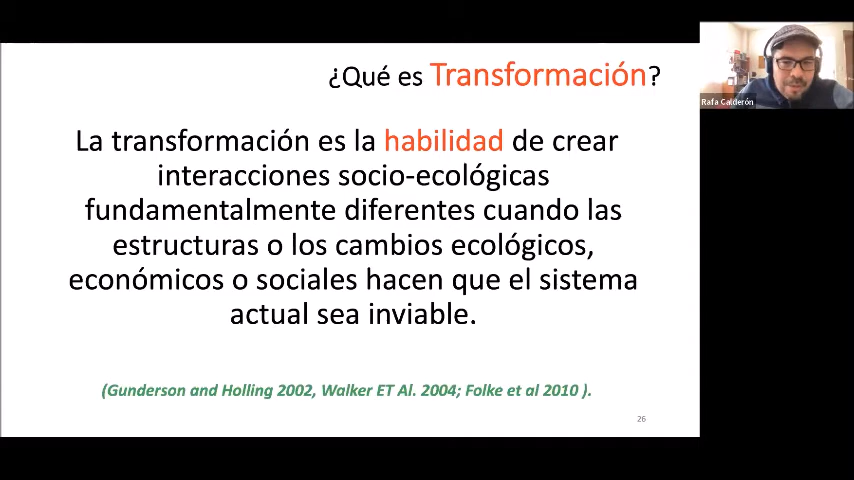 ¿Qué es Transformación?
La transformación es la habilidad de crear
interacciones socio-ecológicas
fundamentalmente diferentes cuando las
estructuras o los cambios ecológicos,
económicos o sociales hacen que el sistema
actual sea inviable.
(Gunderson and Holling 2002, Walker ET Al. 2004; Folke et al 2010 ).
26
Rafa Calderón